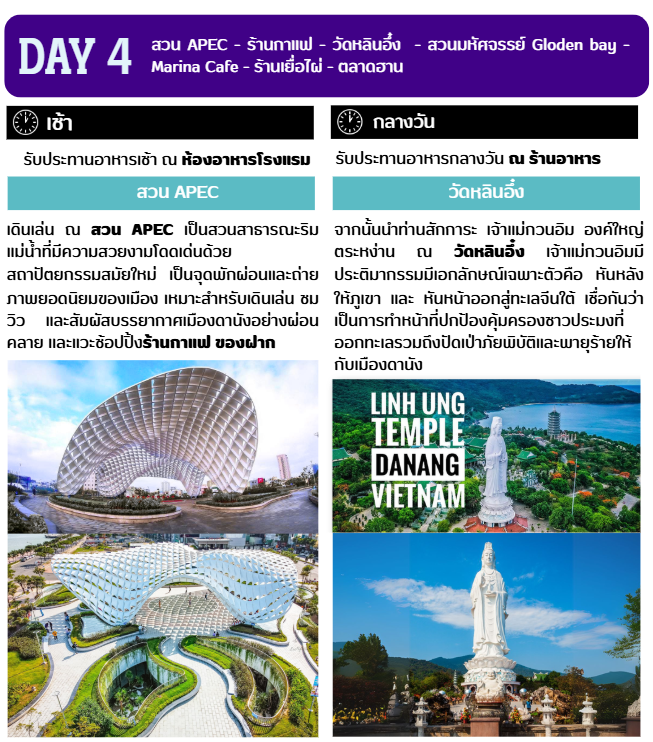 DAY 4
สวน APEC - ร้านกาแฟ - วัดหลินอึ๋ง - สวนมหัศจรรย์ Gloden bay -
Marina Cafe - ร้านเยื่อไผ่ - ตลาดฮาน
เช้า
รับประทานอาหารเช้า ณ ห้องอาหารโรงแรม
สวน APEC
เดินเล่น ณ สวน APEC เป็นสวนสาธารณะริม
แม่น้ำที่มีความสวยงามโดดเด่นด้วย
สถาปัตยกรรมสมัยใหม่ เป็นจุดพักผ่อนและถ่าย
ภาพยอดนิยมของเมือง เหมาะสำหรับเดินเล่น ชม
วิว และสัมผัสบรรยากาศเมืองดานังอย่างผ่อน
คลาย และแวะช้อปปิ้งร้านกาแฟ ของฝาก
กลางวัน
รับประทานอาหารกลางวัน ณ ร้านอาหาร
วัดหลินอึ๋ง
จากนั้นนำท่านสักการะ เจ้าแม่กวนอิม องค์ใหญ่
ตระหง่าน ณ วัดหลินอึ๋ง เจ้าแม่กวนอิมมี
ประติมากรรมมีเอกลักษณ์เฉพาะตัวคือ หันหลัง
ให้ภูเขา และ หันหน้าออกสู่ทะเลจีนใต้ เชื่อกันว่า
เป็นการทำหน้าที่ปกป้องคุ้มครองชาวประมงที่
ออกทะเลรวมถึงปัดเป่าภัยพิบัติและพายุร้ายให้
กับเมืองดานัง
LINH UNG
TEMPLE
DANANG
VIETNAM